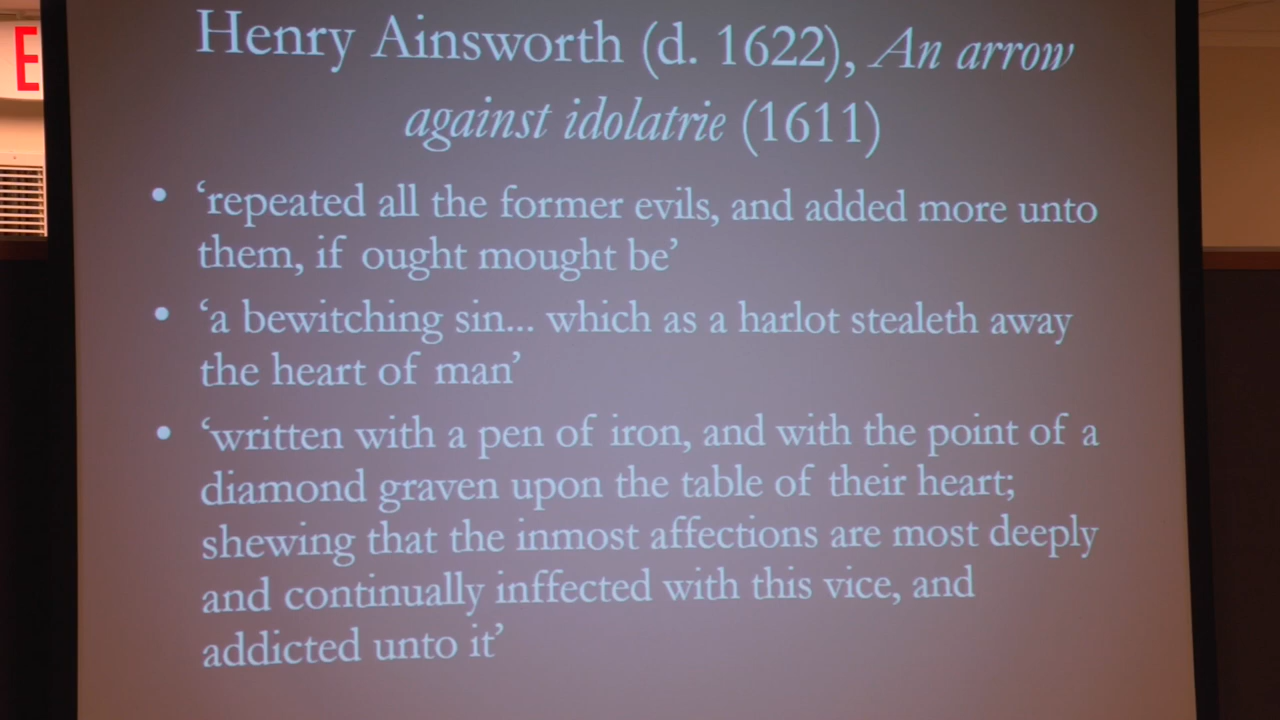 E
Henry Ainsworth (d. 1622), An arrow
against idolatrie (1611)
• ‘repeated all the former evils, and added more unto
them, if ought mought be’
• ‘a bewitching sin... which as a harlot stealeth away
the heart of man’
• ‘written with a pen of iron, and with the point of a
diamond graven upon the table of their heart;
shewing that the inmost affections are most deeply
and continually inffected with this vice, and
addicted unto it’